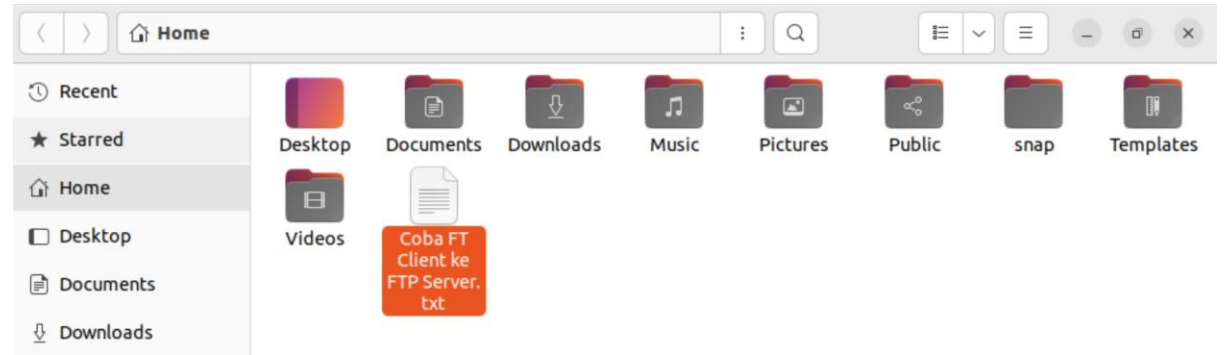 Home
Recent
Starred
Home
Desktop
Documents
Downloads
Desktop
Documents
Downloads
Music
Pictures
Public
snap
Templates
Videos
Coba FT
Client ke
FTP Server.
txt